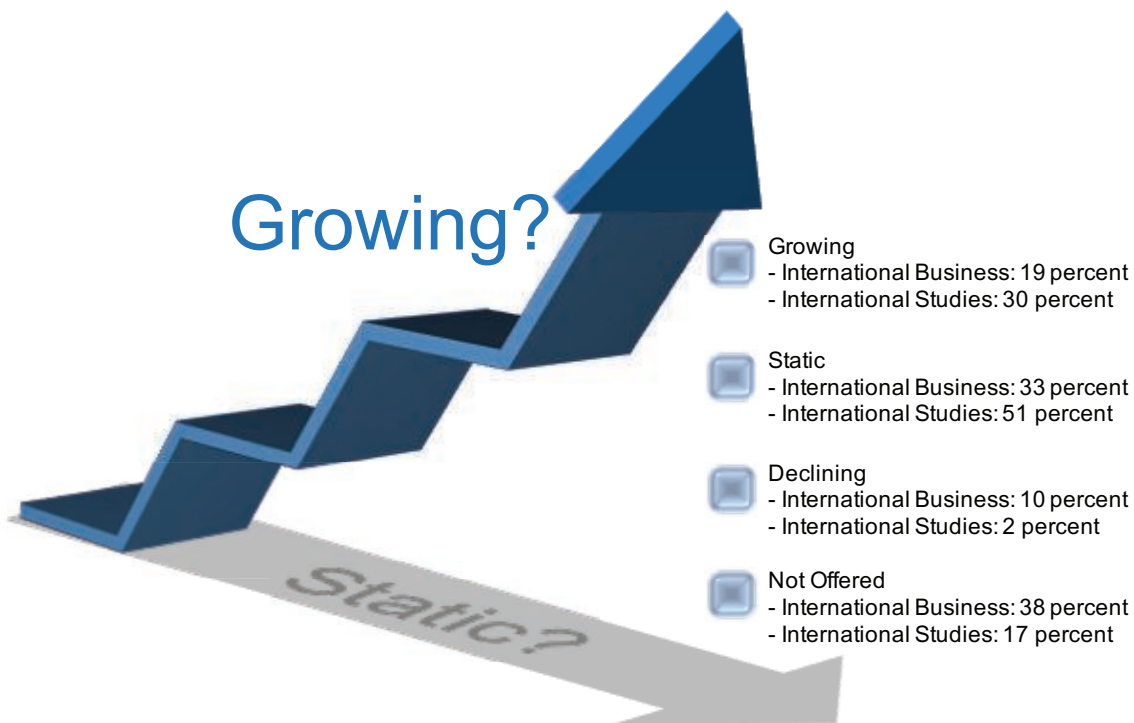 Growing?
Growing
- International Business: 19 percent
- International Studies: 30 percent
Static
- International Business: 33 percent
- International Studies: 51 percent
Declining
- International Business: 10 percent
- International Studies: 2 percent
Not Offered
- International Business: 38 percent
- International Studies: 17 percent
Static?